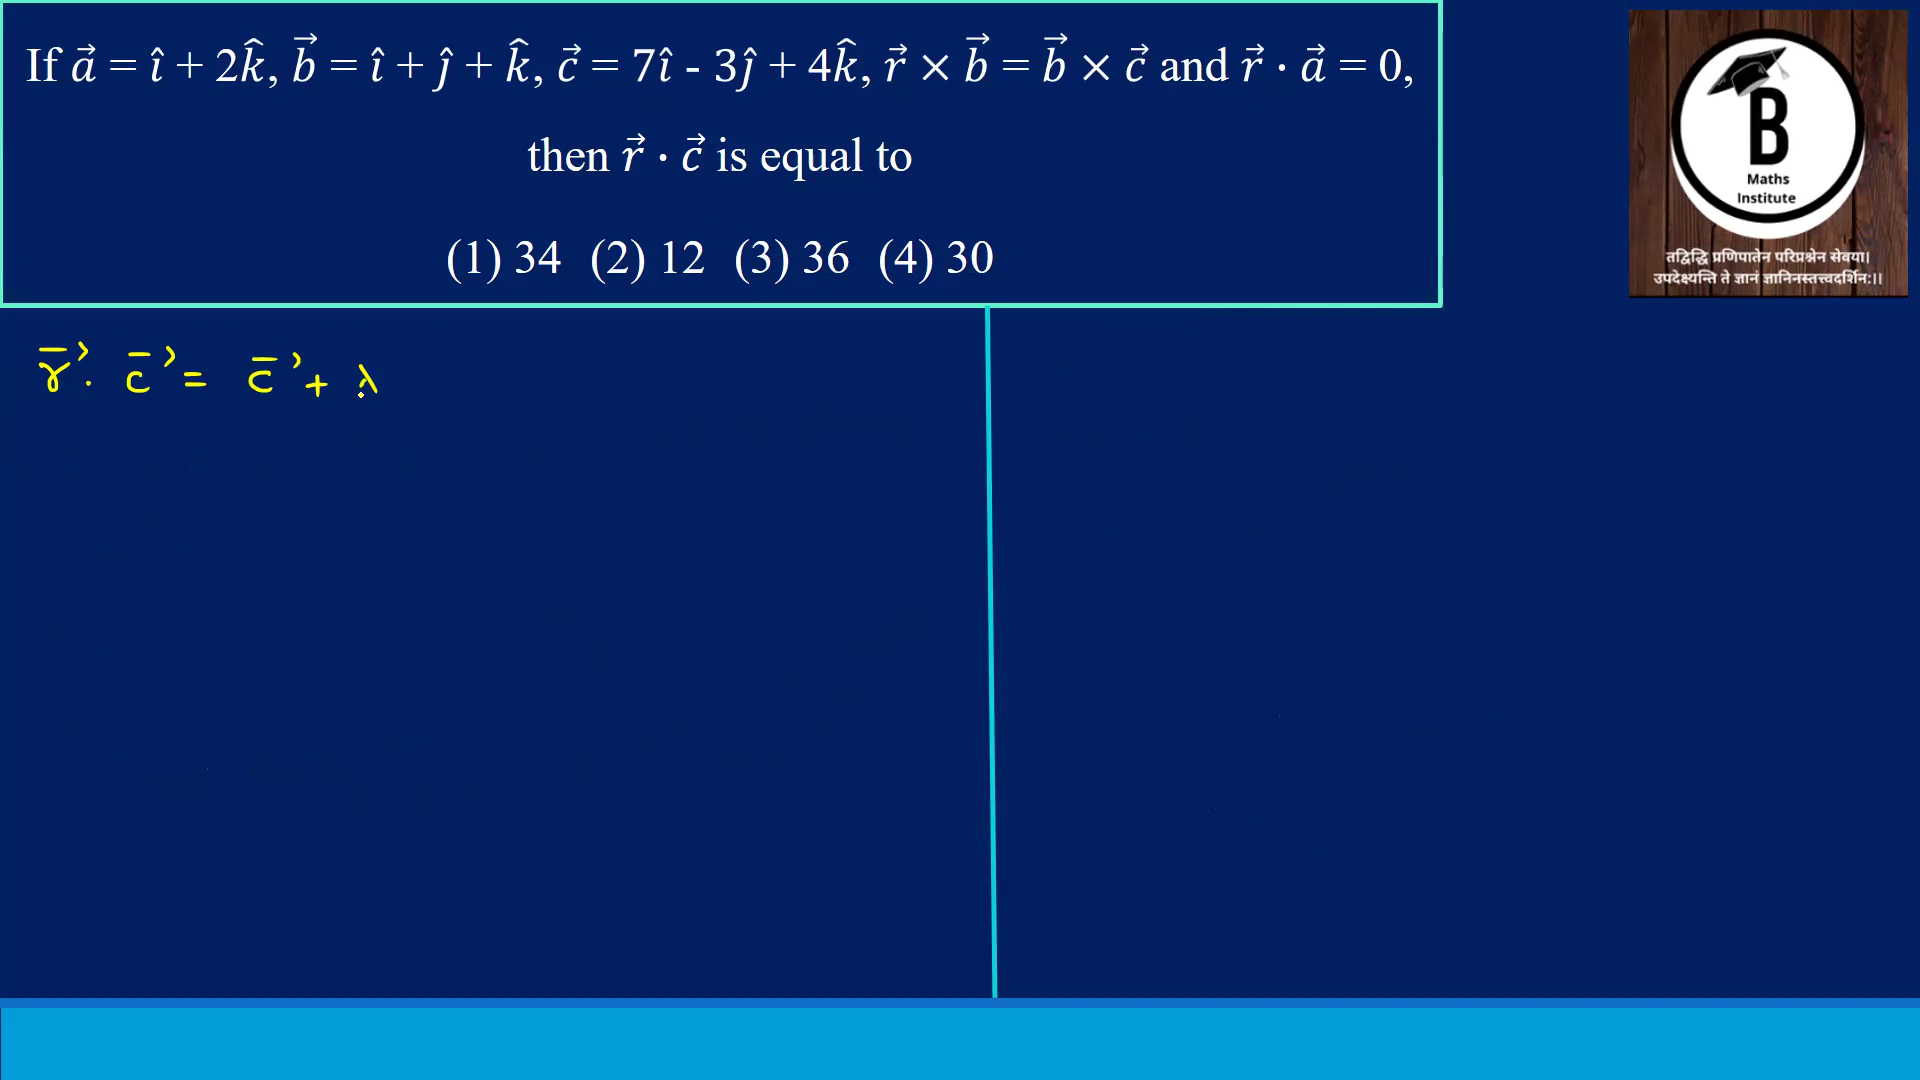 If a⃗ = î + 2k̂, b⃗ = î + ĵ + k̂, c⃗ = 7î - 3ĵ + 4k̂, r⃗ × b⃗ = b⃗ × c⃗ and r⃗ · a⃗ = 0,
then r⃗ · c⃗ is equal to
(1) 34 (2) 12 (3) 36 (4) 30
B
Maths
Institute
तद्विद्धि प्रणिपातेन परिप्रश्नेन सेवया।
उपदेक्ष्यन्ति ते ज्ञानं ज्ञानिनस्तत्त्वदर्शिनः।।
r⃗ · c⃗ = c⃗ + λ